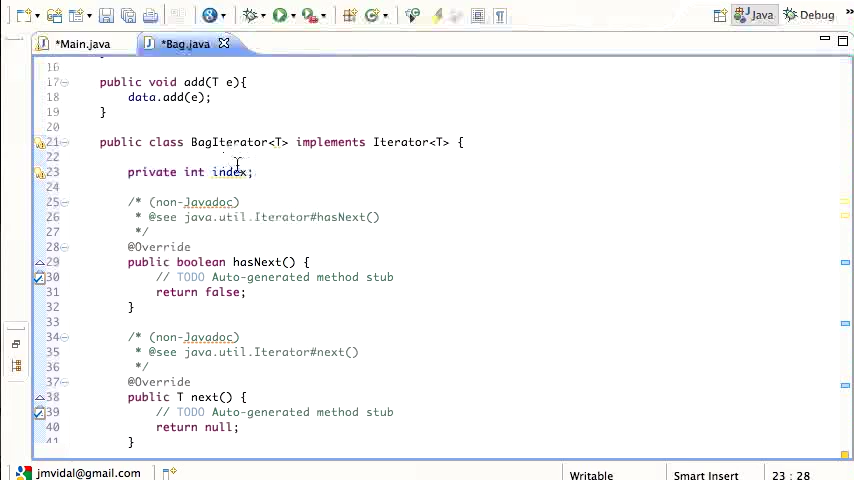 Java
Debug
*Main.java
*Bag.java
16
17 public void add(T e){
18 data.add(e);
19 }
20
21 public class BagIterator<T> implements Iterator<T> {
22
23 private int index;
24
25 /* (non-Javadoc)
26 * @see java.util.Iterator#hasNext()
27 */
28 @Override
29 public boolean hasNext() {
30 // TODO Auto-generated method stub
31 return false;
32 }
33
34 /* (non-Javadoc)
35 * @see java.util.Iterator#next()
36 */
37 @Override
38 public T next() {
39 // TODO Auto-generated method stub
40 return null;
41 }
jmvidal@gmail.com
Writable
Smart Insert
23 : 28